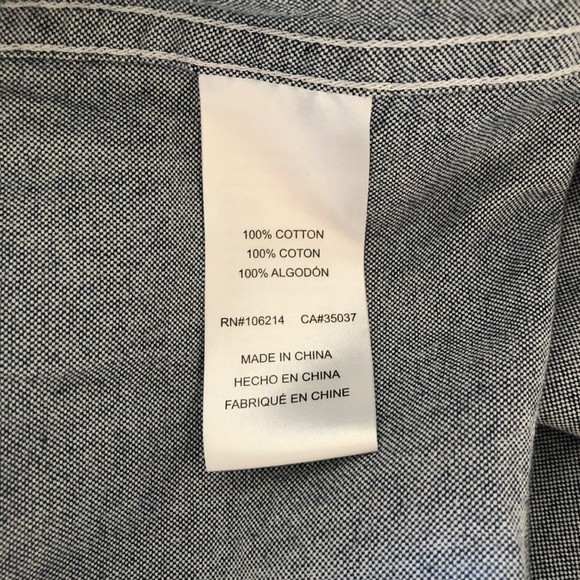 100% COTTON
100% COTON
100% ALGODÓN
RN#106214 CA#35037
MADE IN CHINA
HECHO EN CHINA
FABRIQUÉ EN CHINE